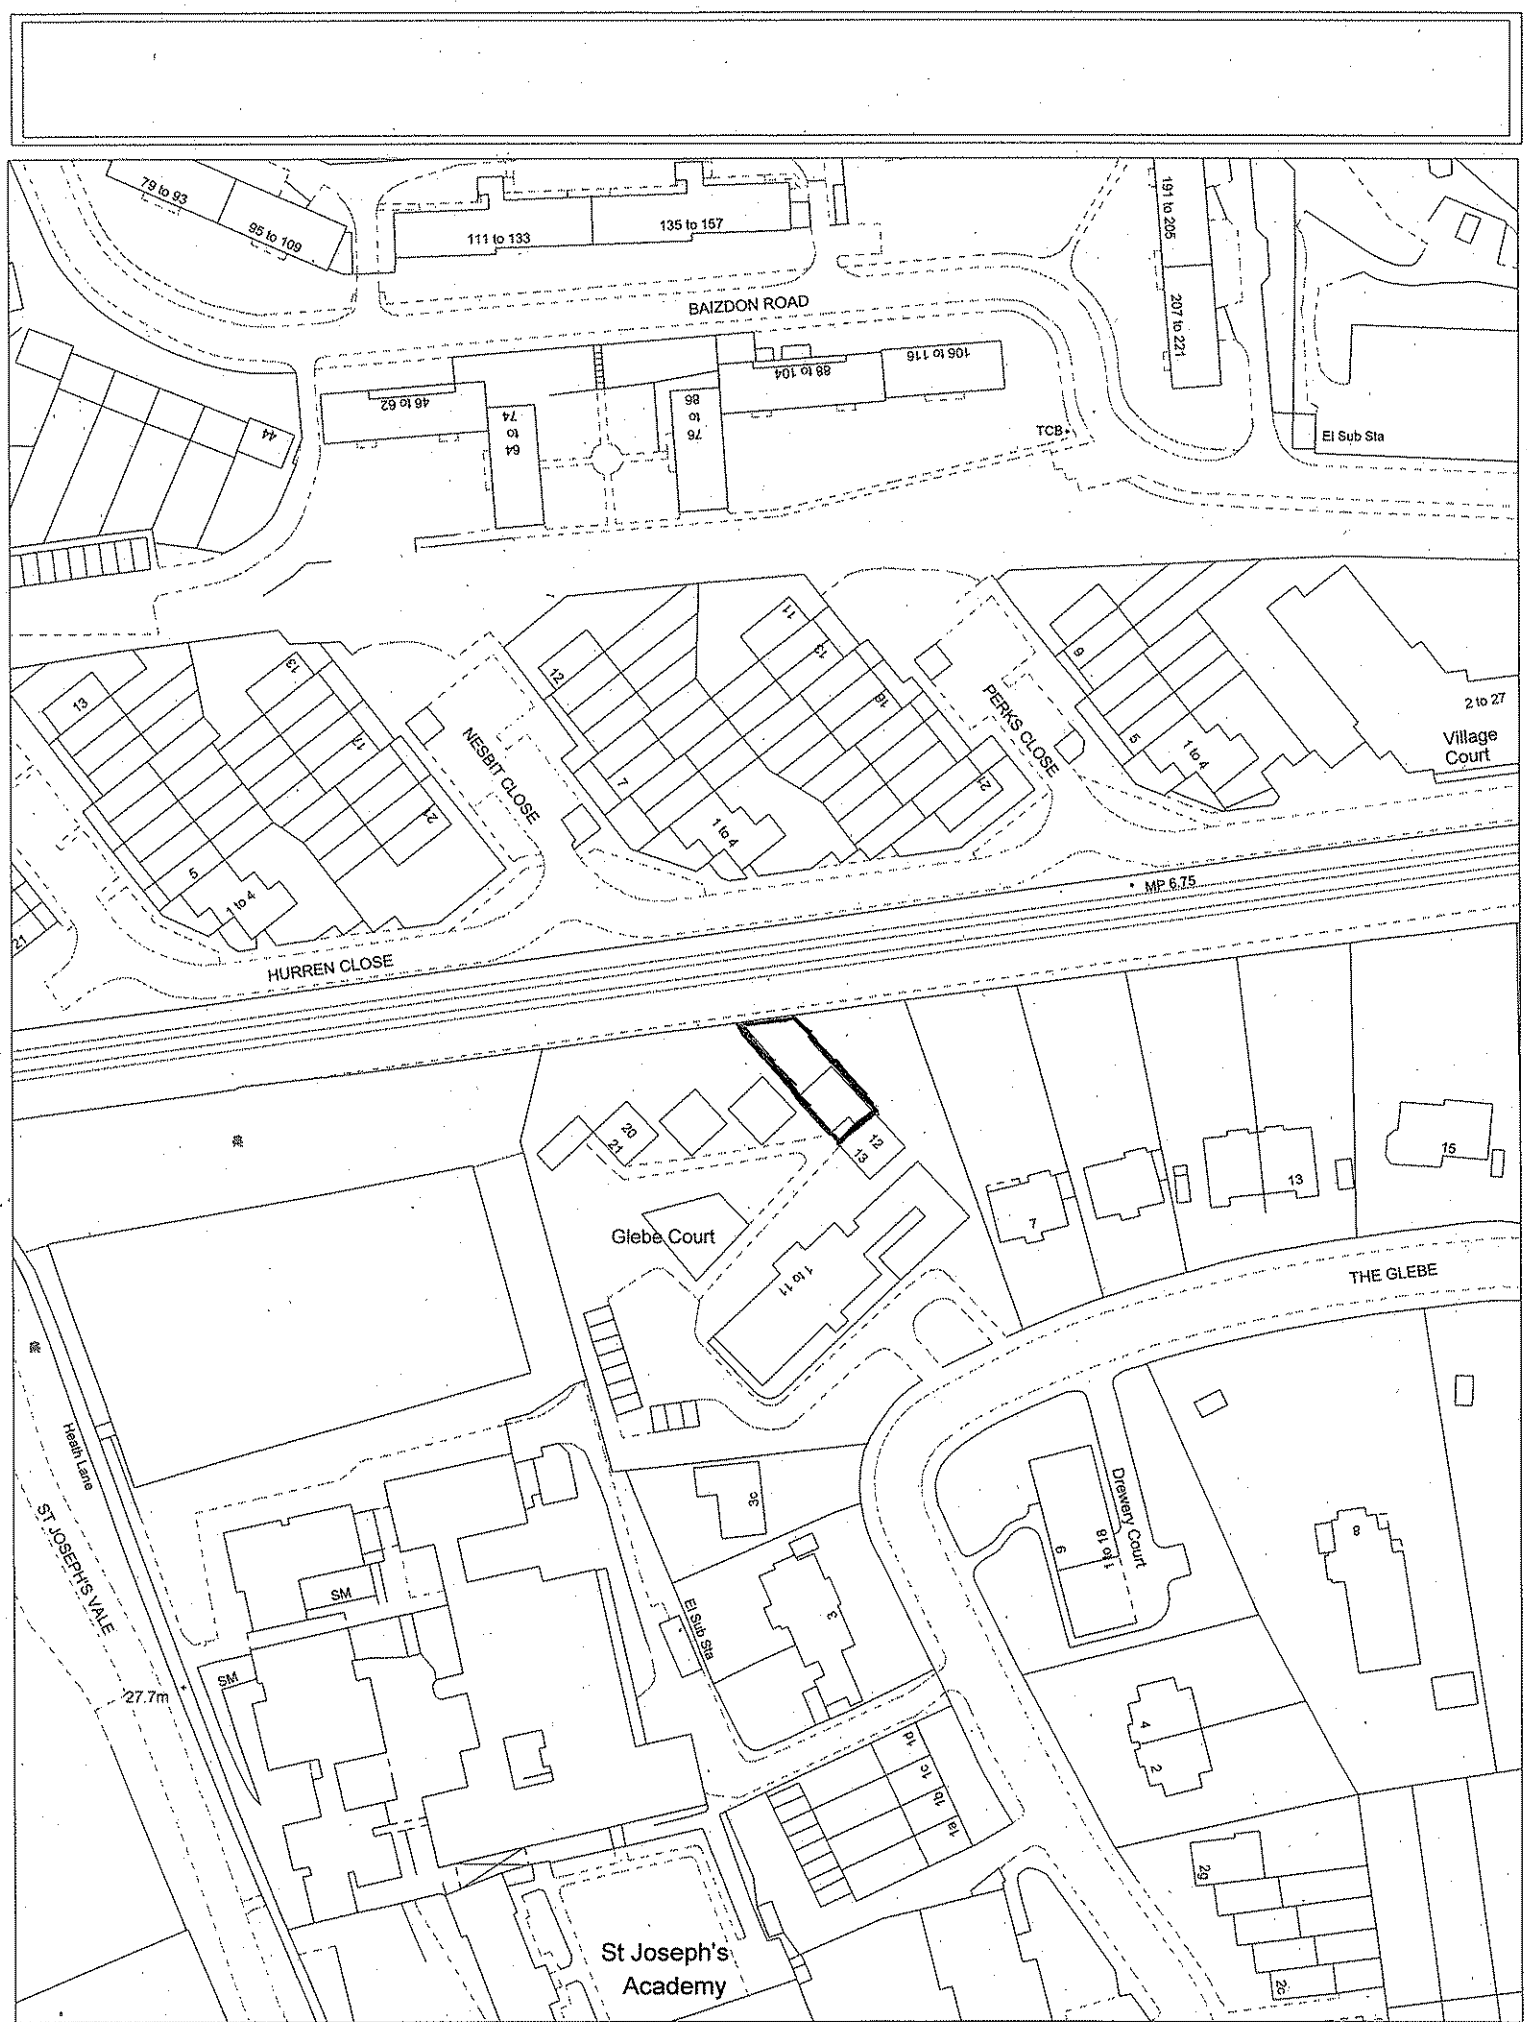 79 to 93
95 to 109
111 to 133
135 to 157
191 to 205
207 to 221
BAIZDON ROAD
46 to 62
64 to 74
76 to 86
88 to 104
106 to 116
44
TCB
El Sub Sta
13
13
17
21
5
1 to 4
21
12
11
13
16
7
1 to 4
21
9
5
1 to 4
2 to 27
Village
Court
NESBIT CLOSE
PERKS CLOSE
HURREN CLOSE
MP 6.75
20
21
12
13
7
13
15
Glebe Court
1 to 11
THE GLEBE
Heath Lane
ST JOSEPH'S VALE
3c
Drewery Court
1 to 18
6
8
SM
3
El Sub Sta
SM
27.7m
4
2
1d
1c
1b
1a
2g
2c
St Joseph's
Academy